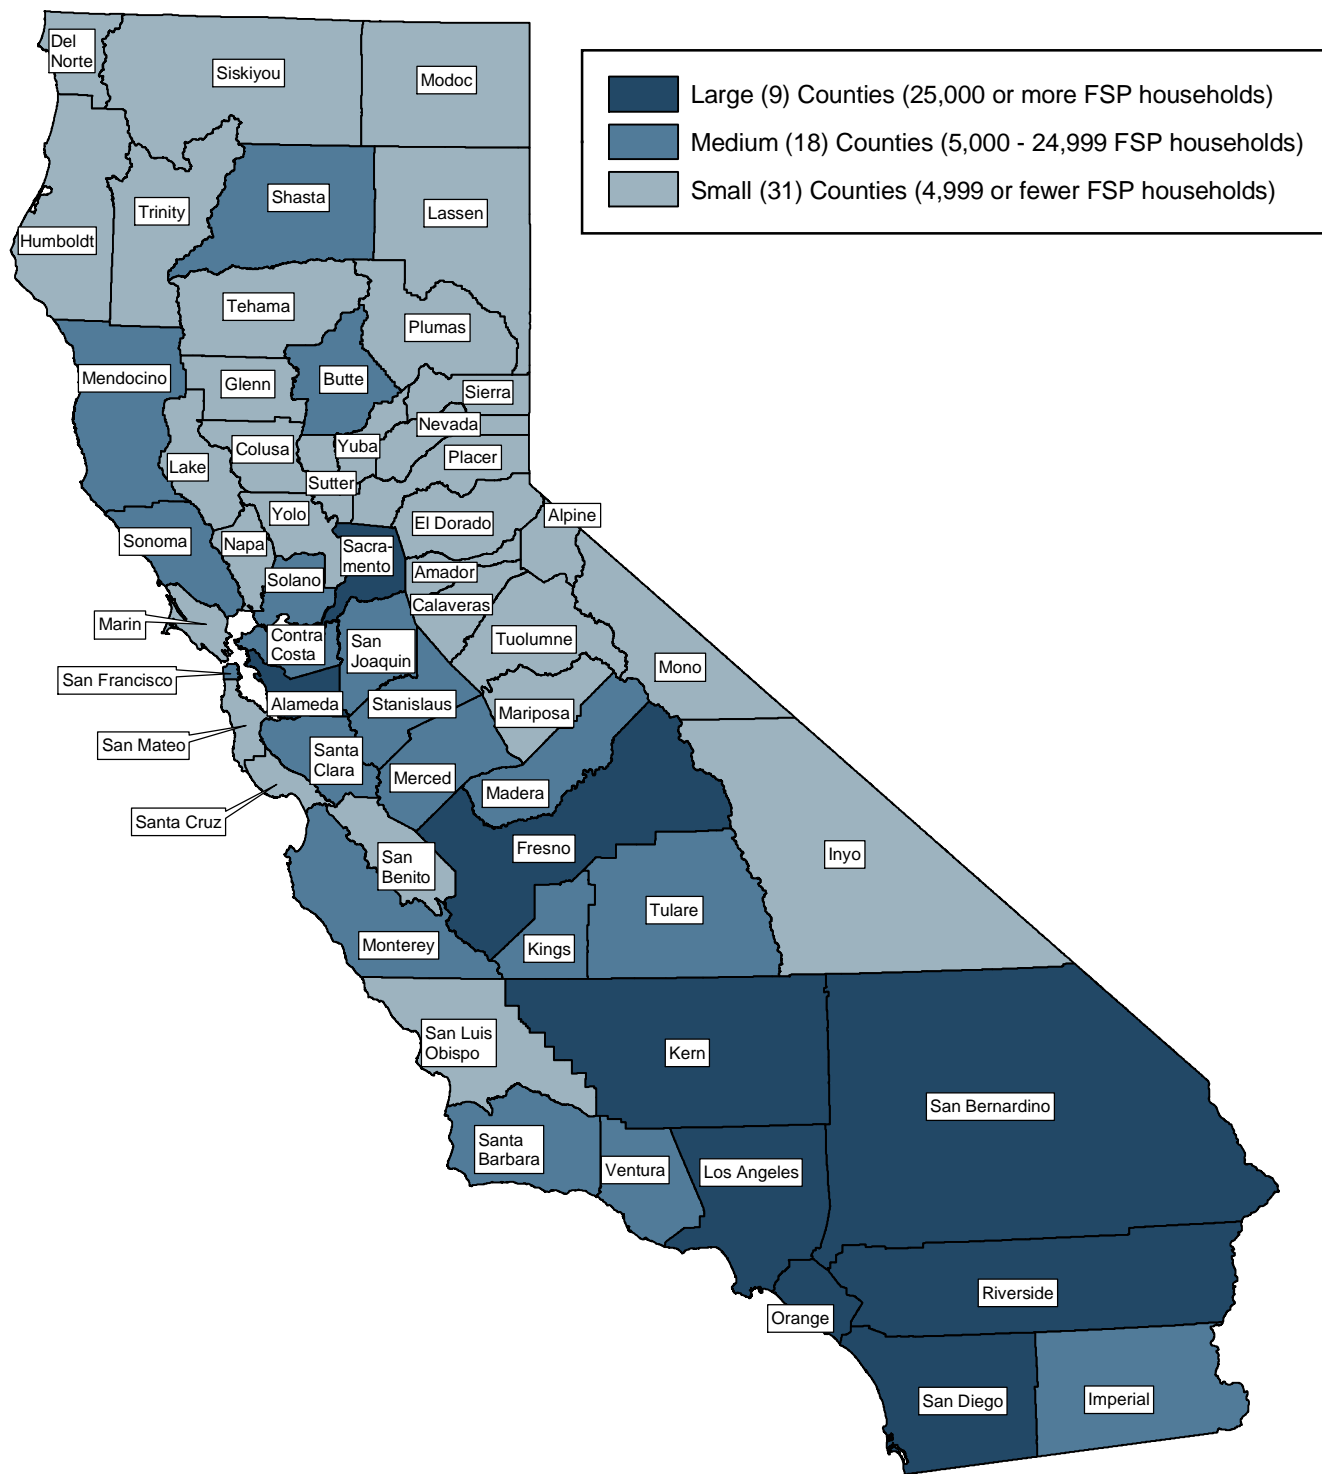 Del
Norte
Siskiyou
Modoc
Large (9) Counties (25,000 or more FSP households)
Medium (18) Counties (5,000 - 24,999 FSP households)
Small (31) Counties (4,999 or fewer FSP households)
Shasta
Trinity
Lassen
Humboldt
Tehama
Plumas
Mendocino
Glenn
Butte
Sierra
Nevada
Colusa
Yuba
Placer
Lake
Sutter
Yolo
El Dorado
Alpine
Sonoma
Napa
Sacra-
mento
Solano
Amador
Calaveras
Marin
Contra
Costa
San
Joaquin
Tuolumne
Mono
San Francisco
Alameda
Stanislaus
Mariposa
San Mateo
Santa
Clara
Merced
Madera
Santa Cruz
Fresno
Inyo
San
Benito
Tulare
Monterey
Kings
San Luis
Obispo
Kern
San Bernardino
Santa
Barbara
Ventura
Los Angeles
Riverside
Orange
San Diego
Imperial